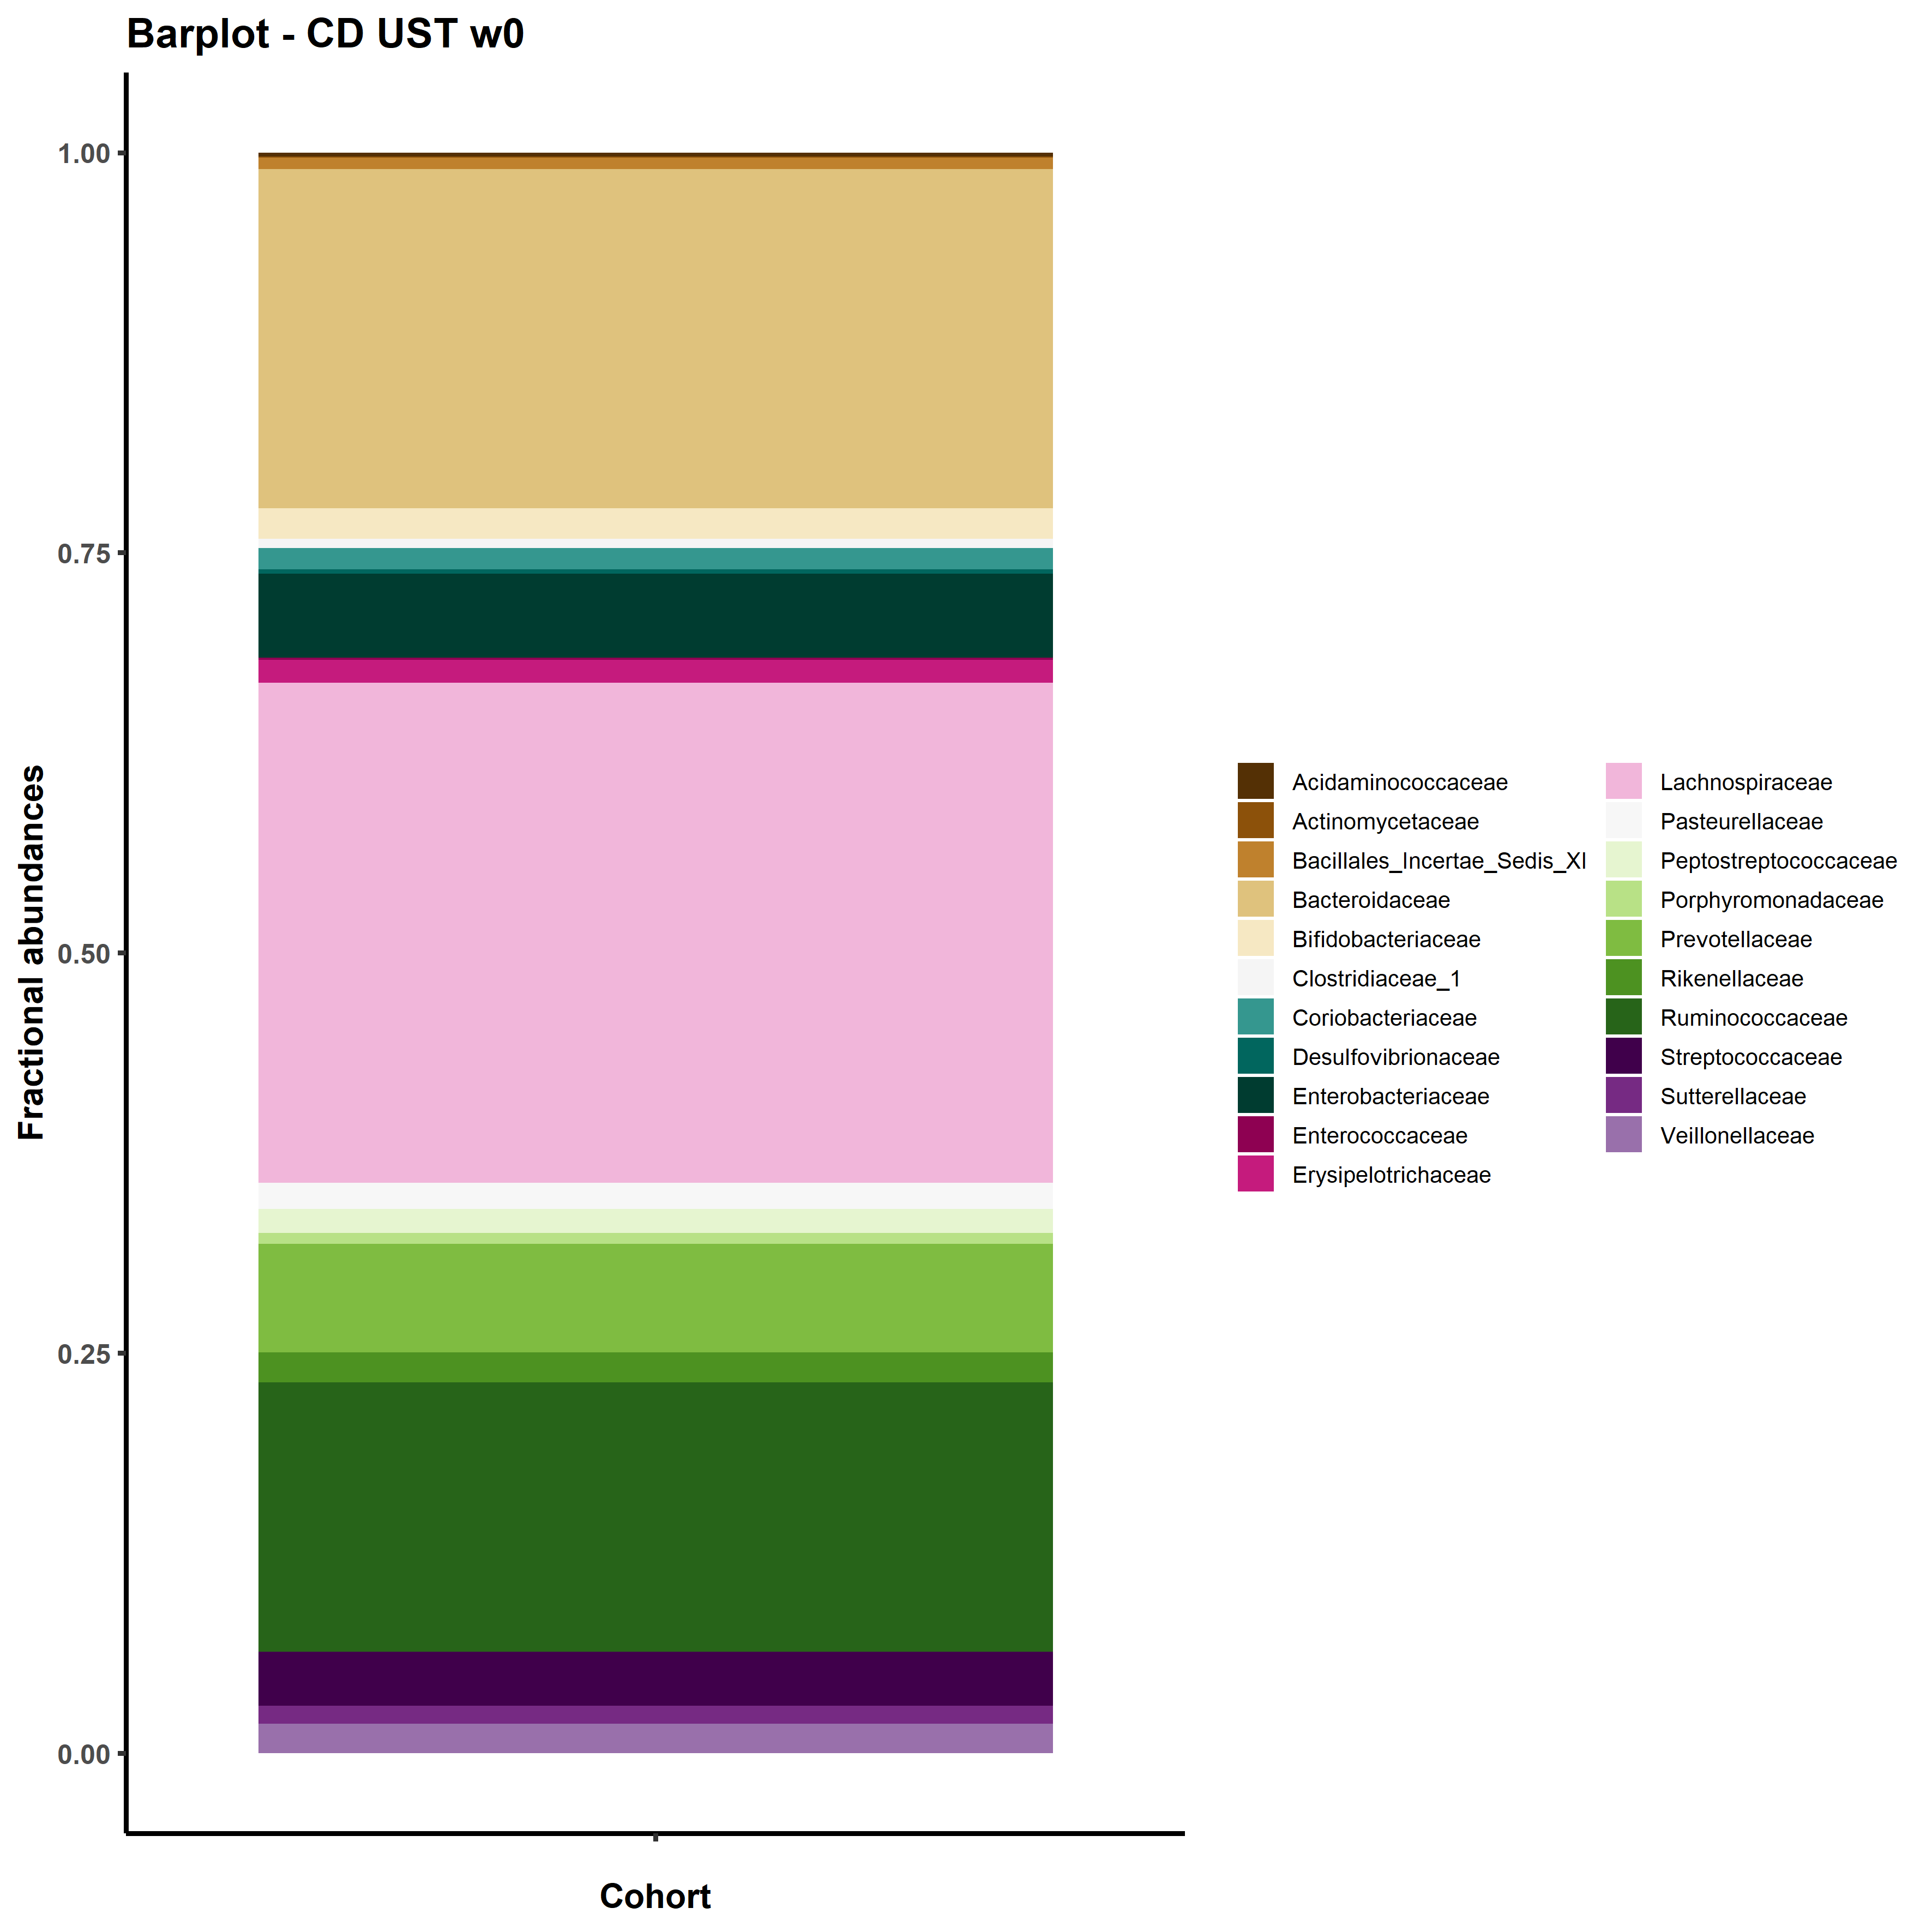 Barplot - CD UST w0
Fractional abundances
1.00
0.75
0.50
0.25
0.00
Cohort
Acidaminococcaceae
Actinomycetaceae
Bacillales_Incertae_Sedis_XI
Bacteroidaceae
Bifidobacteriaceae
Clostridiaceae_1
Coriobacteriaceae
Desulfovibrionaceae
Enterobacteriaceae
Enterococcaceae
Erysipelotrichaceae
Lachnospiraceae
Pasteurellaceae
Peptostreptococcaceae
Porphyromonadaceae
Prevotellaceae
Rikenellaceae
Ruminococcaceae
Streptococcaceae
Sutterellaceae
Veillonellaceae